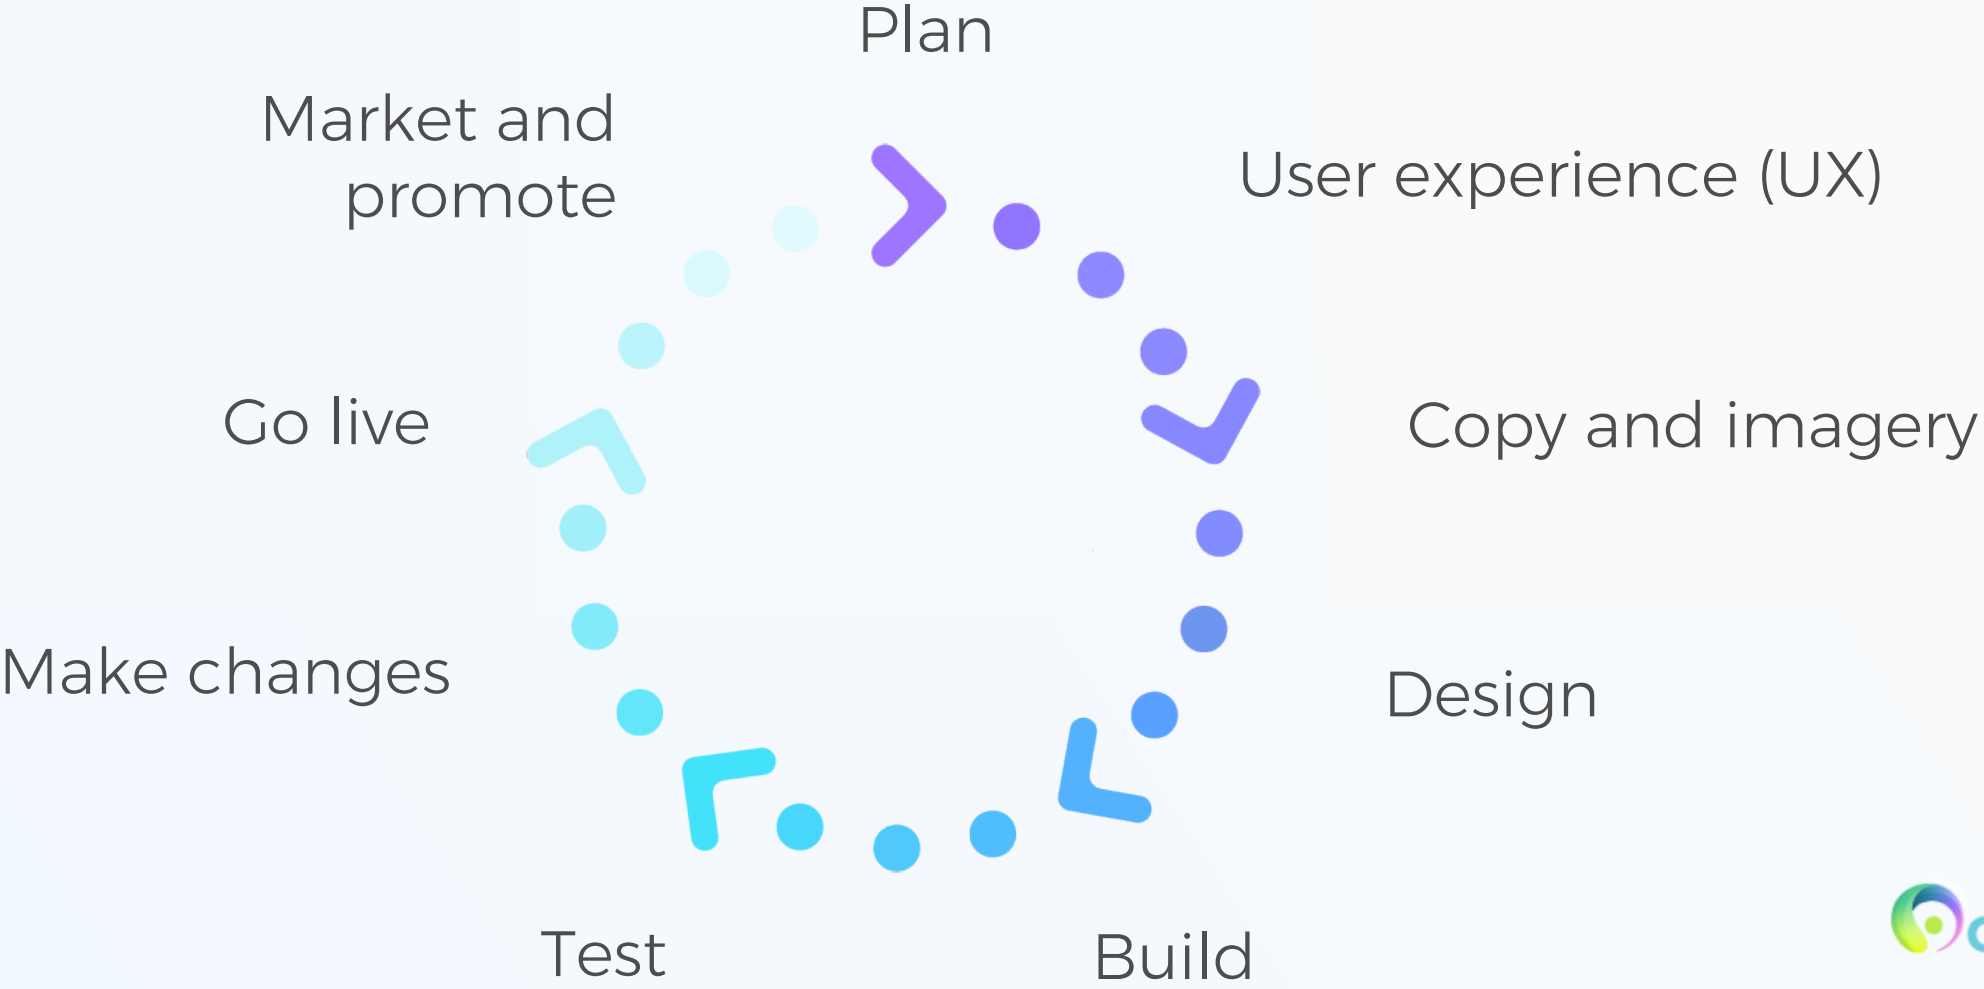 Plan
User experience (UX)
Copy and imagery
Design
Build
Test
Make changes
Go live
Market and
promote